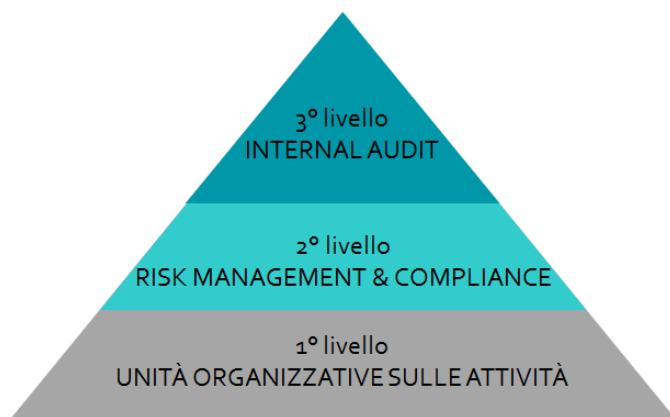 3° livello
INTERNAL AUDIT
2° livello
RISK MANAGEMENT & COMPLIANCE
1° livello
UNITÀ ORGANIZZATIVE SULLE ATTIVITÀ